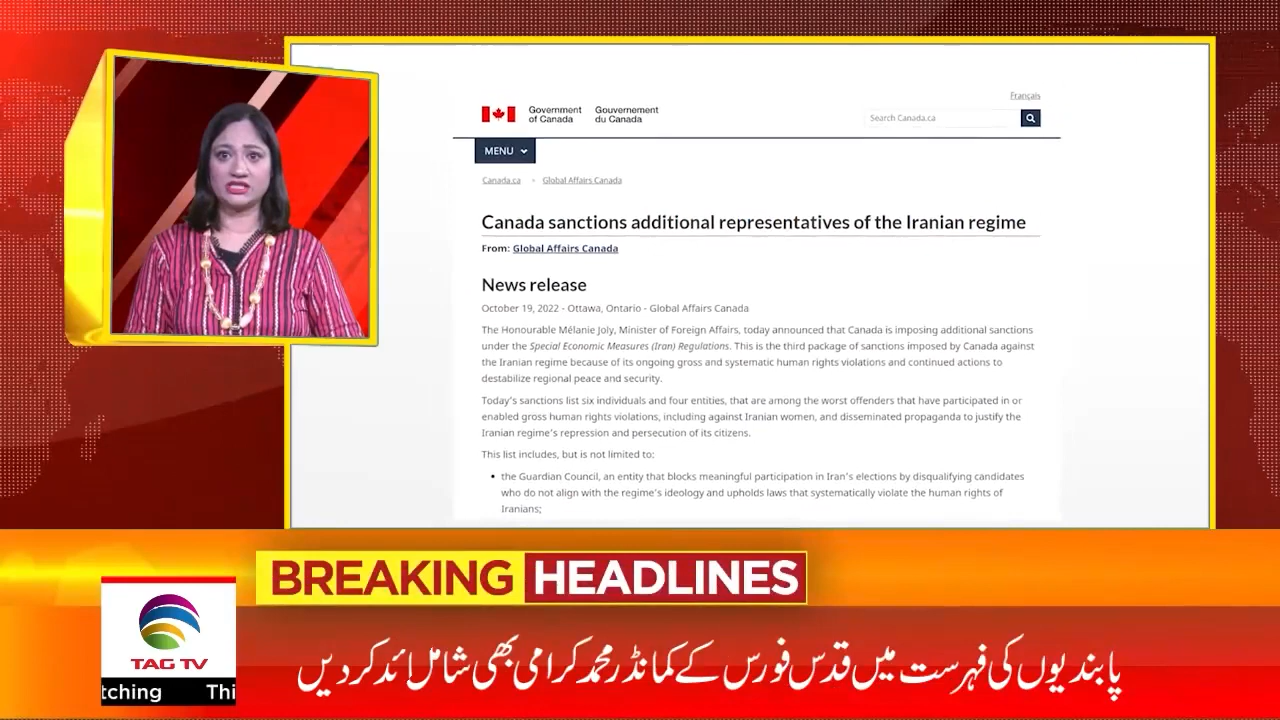 Français
Government of Canada
Gouvernement du Canada
Search Canada.ca
MENU
Canada.ca
Global Affairs Canada
Canada sanctions additional representatives of the Iranian regime
From: Global Affairs Canada
News release
October 19, 2022 - Ottawa, Ontario - Global Affairs Canada
The Honourable Mélanie Joly, Minister of Foreign Affairs, today announced that Canada is imposing additional sanctions
under the Special Economic Measures (Iran) Regulations. This is the third package of sanctions imposed by Canada against
the Iranian regime because of its ongoing gross and systematic human rights violations and continued actions to
destabilize regional peace and security.
Today's sanctions list six individuals and four entities, that are among the worst offenders that have participated in or
enabled gross human rights violations, including against Iranian women, and disseminated propaganda to justify the
Iranian regime's repression and persecution of its citizens.
This list includes, but is not limited to:
• the Guardian Council, an entity that blocks meaningful participation in Iran's elections by disqualifying candidates
who do not align with the regime's ideology and upholds laws that systematically violate the human rights of
Iranians;
BREAKING HEADLINES
TAG TV
tching Thi
پابندیوں کی فہرست میں قدس فورس کے کمانڈر محمد کرامی بھی شامل ائد کر دیں